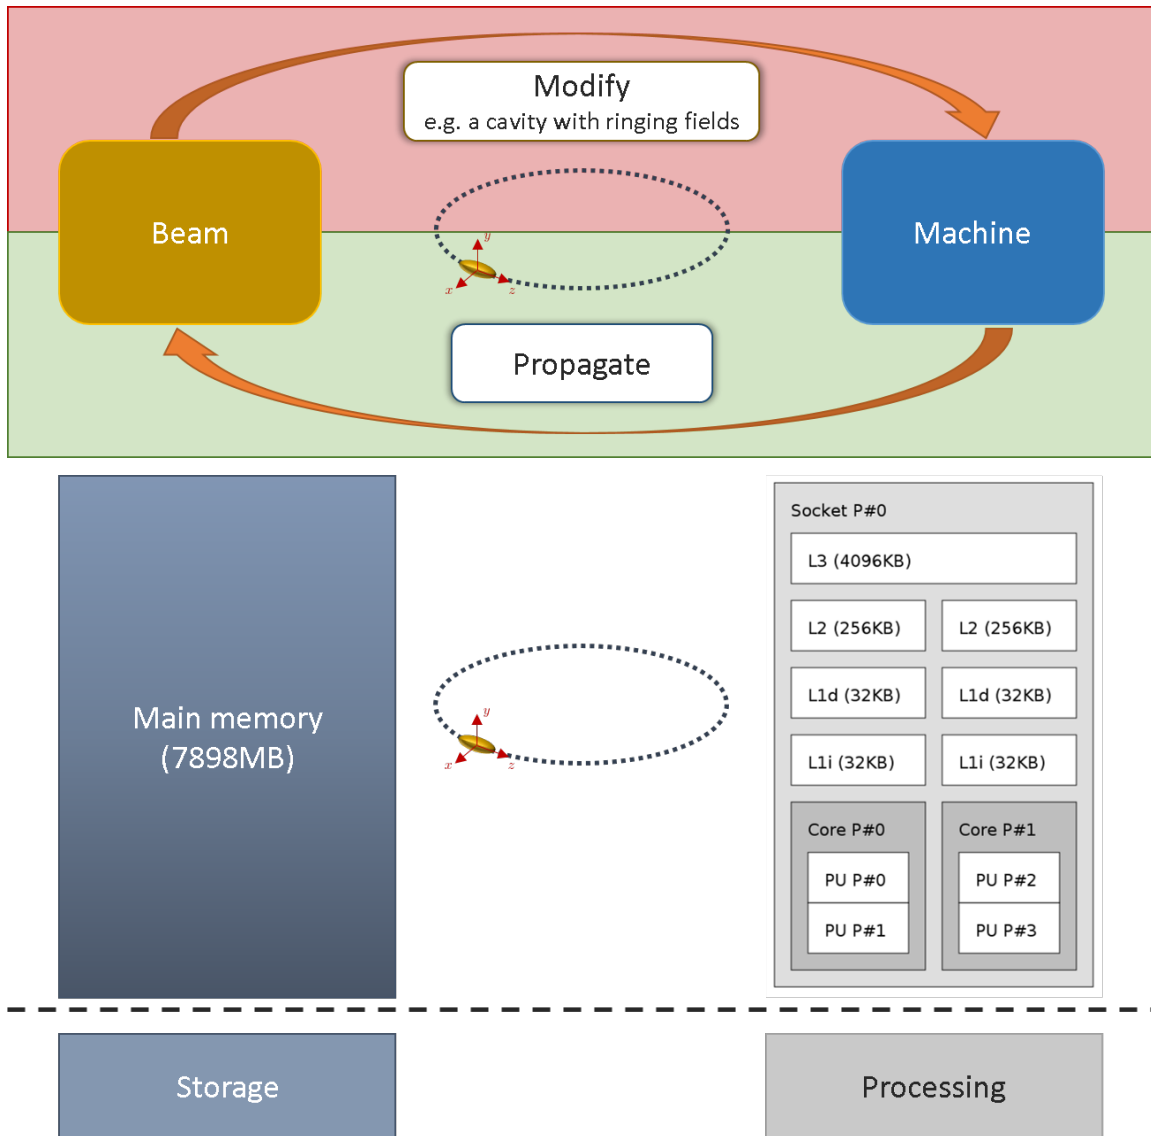 Modify
e.g. a cavity with ringing fields
Beam
Machine
y
x
z
Propagate
Socket P#0
L3 (4096KB)
L2 (256KB)
L2 (256KB)
L1d (32KB)
L1d (32KB)
Main memory
(7898MB)
y
x
z
L1i (32KB)
L1i (32KB)
Core P#0
Core P#1
PU P#0
PU P#2
PU P#1
PU P#3
Storage
Processing